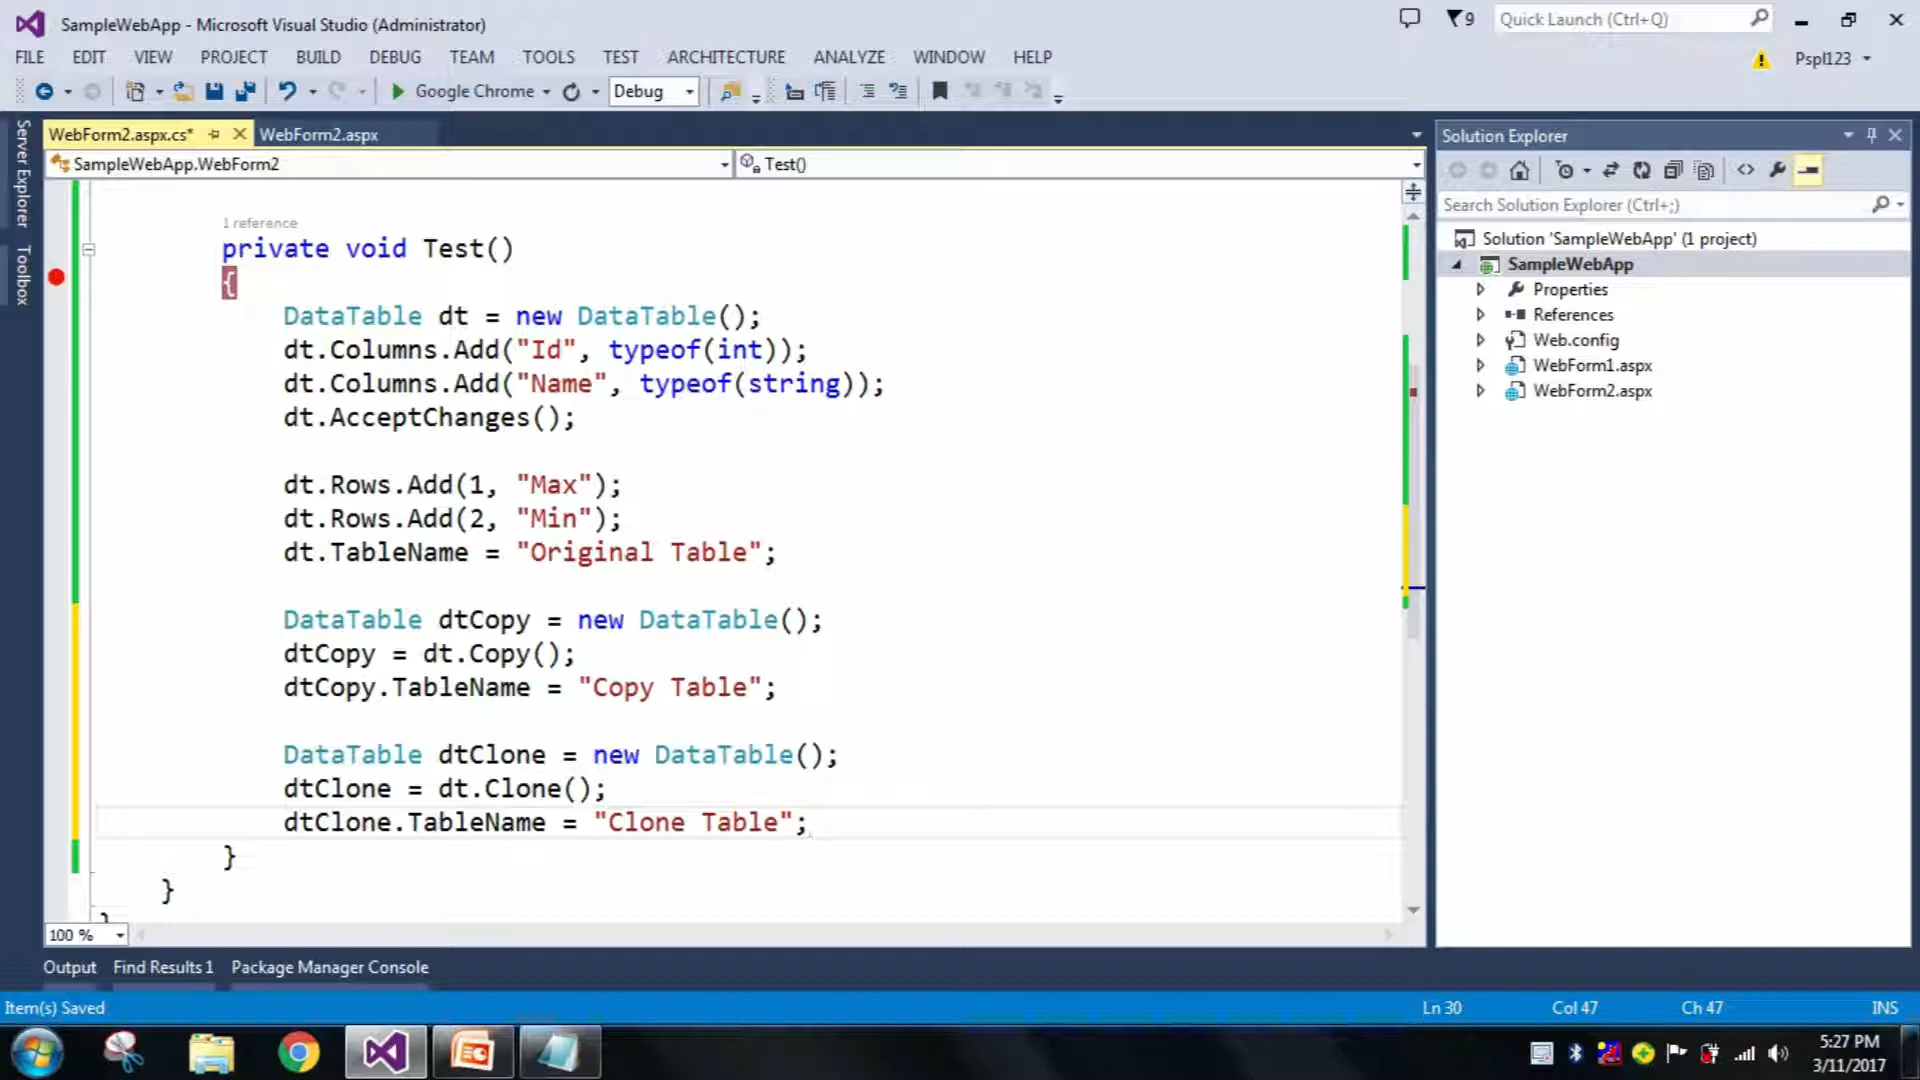 SampleWebApp - Microsoft Visual Studio (Administrator)
9
Quick Launch (Ctrl+Q)
FILE EDIT VIEW PROJECT BUILD DEBUG TEAM TOOLS TEST ARCHITECTURE ANALYZE WINDOW HELP
Pspl123
Google Chrome
Debug
Server Explorer
Toolbox
WebForm2.aspx.cs*
WebForm2.aspx
SampleWebApp.WebForm2
Test()
1 reference
private void Test()
{
DataTable dt = new DataTable();
dt.Columns.Add("Id", typeof(int));
dt.Columns.Add("Name", typeof(string));
dt.AcceptChanges();
dt.Rows.Add(1, "Max");
dt.Rows.Add(2, "Min");
dt.TableName = "Original Table";
DataTable dtCopy = new DataTable();
dtCopy = dt.Copy();
dtCopy.TableName = "Copy Table";
DataTable dtClone = new DataTable();
dtClone = dt.Clone();
dtClone.TableName = "Clone Table";
}
}
}
100 %
Solution Explorer
Search Solution Explorer (Ctrl+;)
Solution 'SampleWebApp' (1 project)
SampleWebApp
Properties
References
Web.config
WebForm1.aspx
WebForm2.aspx
Output Find Results 1 Package Manager Console
Item(s) Saved
Ln 30 Col 47 Ch 47 INS
5:27 PM
3/11/2017